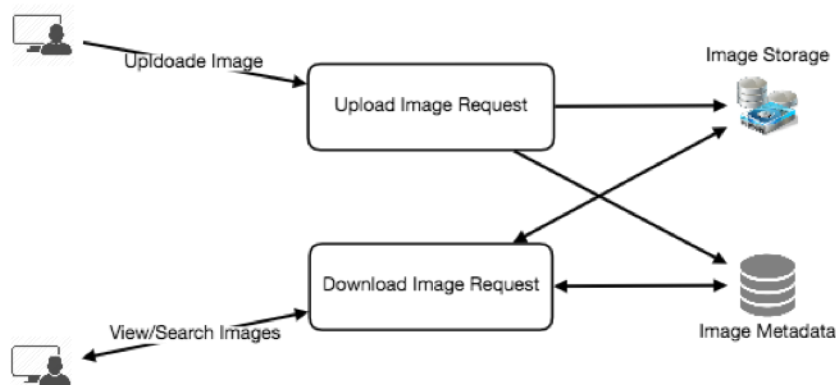 Upldoade Image
Image Storage
Upload Image Request
Download Image Request
View/Search Images
Image Metadata